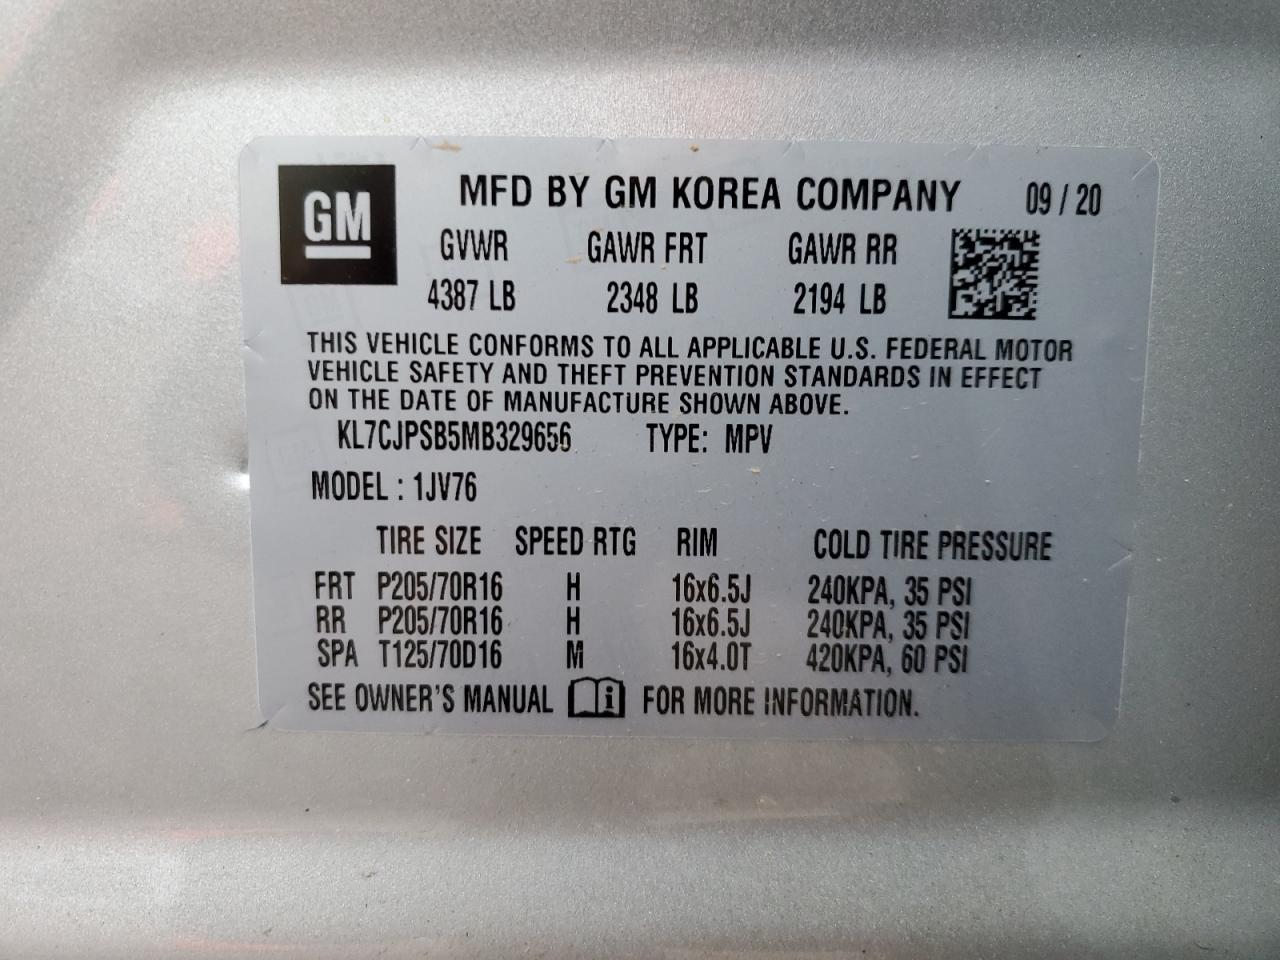 GM
MFD BY GM KOREA COMPANY 09 / 20
GVWR GAWR FRT GAWR RR
4387 LB 2348 LB 2194 LB
THIS VEHICLE CONFORMS TO ALL APPLICABLE U.S. FEDERAL MOTOR
VEHICLE SAFETY AND THEFT PREVENTION STANDARDS IN EFFECT
ON THE DATE OF MANUFACTURE SHOWN ABOVE.
KL7CJPSB5MB329656 TYPE: MPV
MODEL : 1JV76
TIRE SIZE SPEED RTG RIM COLD TIRE PRESSURE
FRT P205/70R16 H 16x6.5J 240KPA, 35 PSI
RR P205/70R16 H 16x6.5J 240KPA, 35 PSI
SPA T125/70D16 M 16x4.0T 420KPA, 60 PSI
SEE OWNER'S MANUAL i FOR MORE INFORMATION.